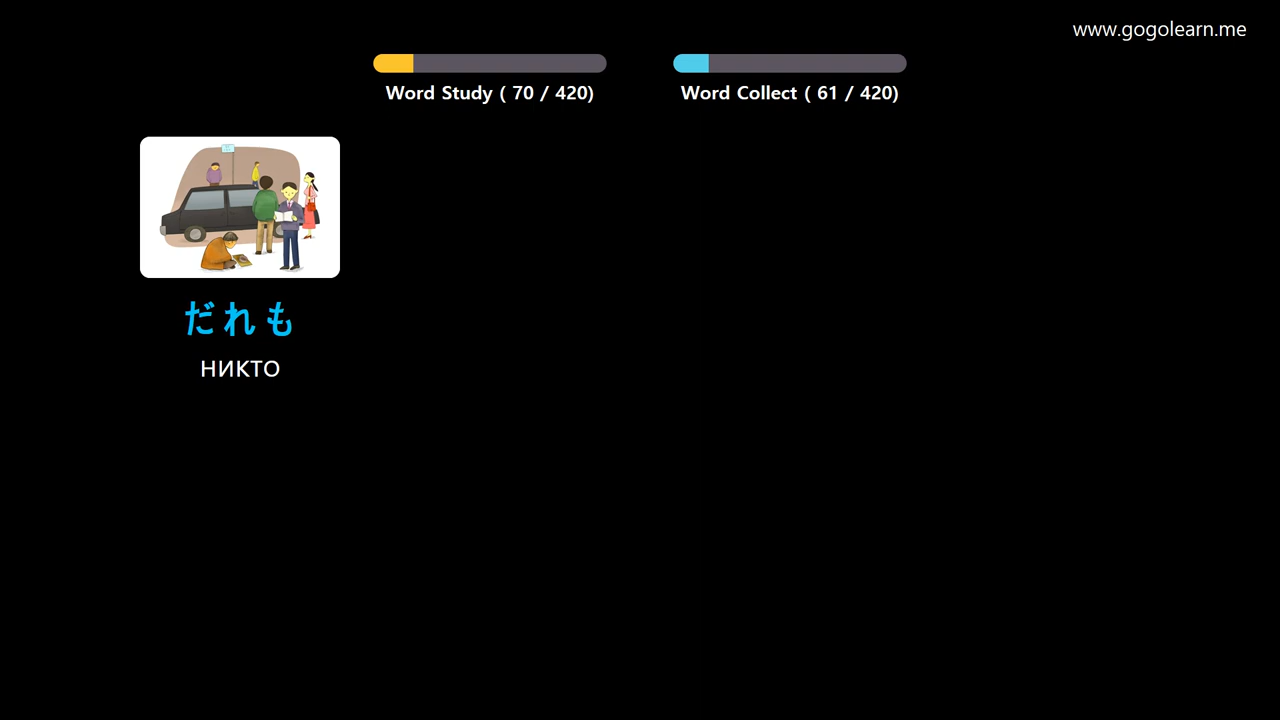 www.gogolearn.me
Word Study ( 70 / 420)
Word Collect ( 61 / 420)
だれも
никто